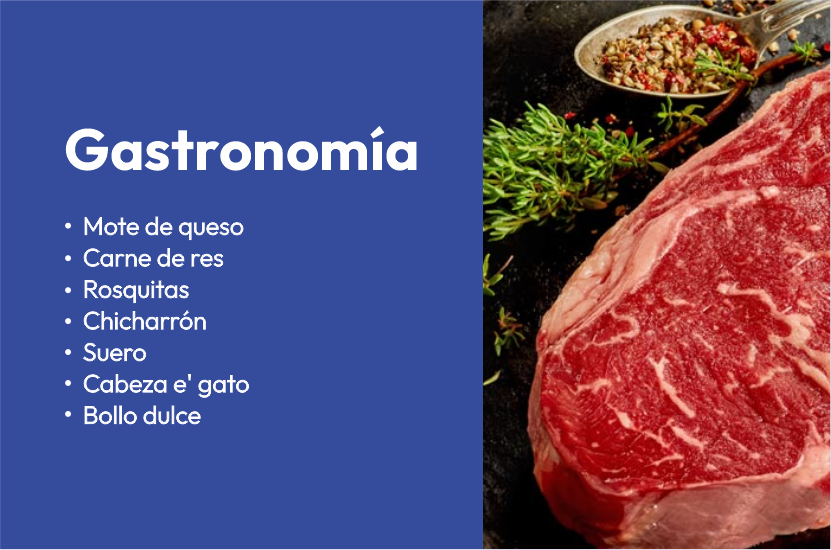 Gastronomía
• Mote de queso
• Carne de res
• Rosquitas
• Chicharrón
• Suero
• Cabeza e' gato
• Bollo dulce